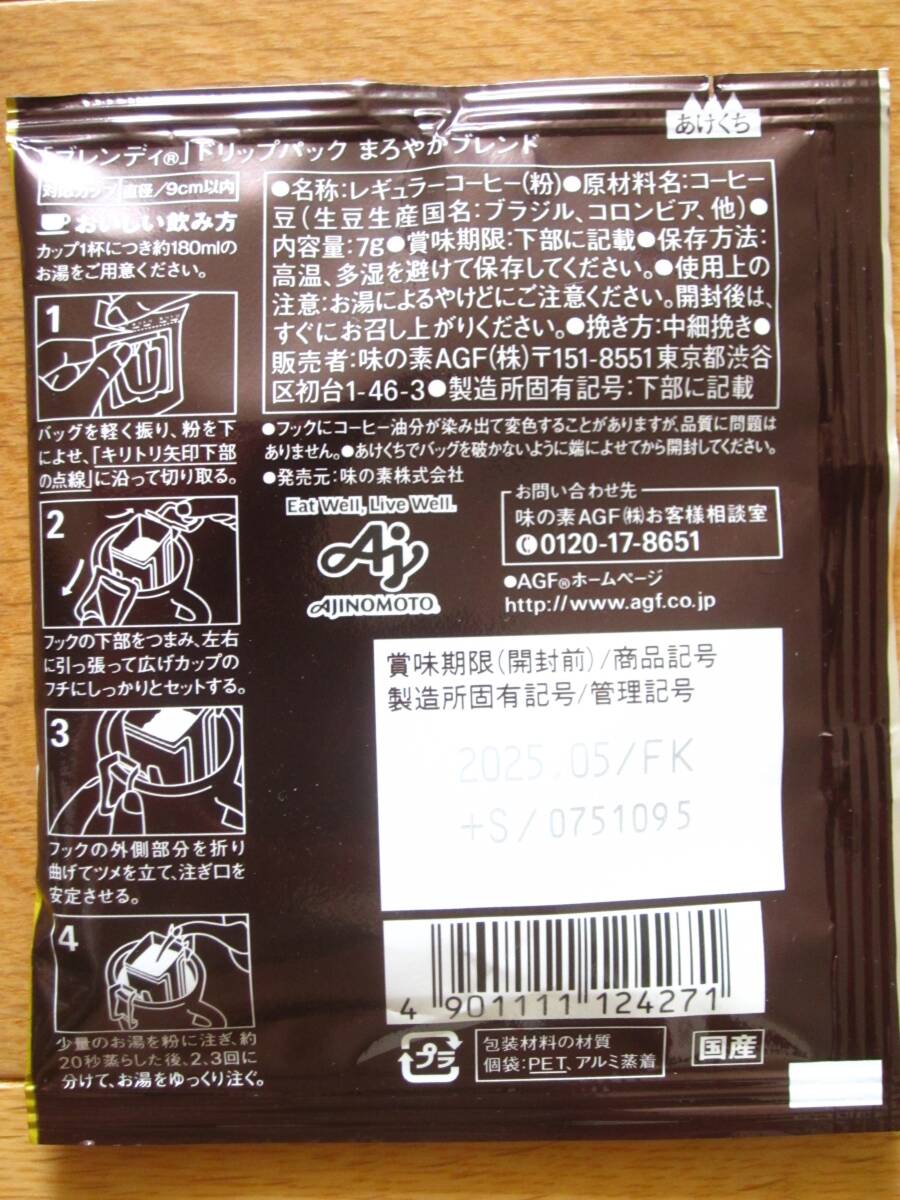 あけくち
「ブレンディ®」ドリップパック まろやかブレンド
対応カップ 直径/9cm以内
おいしい飲み方
カップ1杯につき約180mlの
お湯をご用意ください。
1
バッグを軽く振り、粉を下
によせ、「キリトリ矢印下部
の点線」に沿って切り取る。
2
フックの下部をつまみ、左右
に引っ張って広げカップの
フチにしっかりとセットする。
3
フックの外側部分を折り
曲げてツメを立て、注ぎ口を
安定させる。
4
少量のお湯を粉に注ぎ、約
20秒蒸らした後、2、3回に
分けて、お湯をゆっくり注ぐ。
●名称:レギュラーコーヒー(粉)●原材料名:コーヒー
豆(生豆生産国名:ブラジル、コロンビア、他)●
内容量:7g●賞味期限:下部に記載●保存方法:
高温、多湿を避けて保存してください。●使用上の
注意:お湯によるやけどにご注意ください。開封後は、
すぐにお召し上がりください。●挽き方:中細挽き●
販売者:味の素AGF(株)〒151-8551東京都渋谷
区初台1-46-3●製造所固有記号:下部に記載
●フックにコーヒー油分が染み出て変色することがありますが、品質に問題は
ありません。●あけくちでバッグを破かないように端によせてから開封してください。
●発売元:味の素株式会社
Eat Well, Live Well.
Aj
AJINOMOTO
お問い合わせ先
味の素AGF㈱お客様相談室
0120-17-8651
●AGF®ホームページ
http://www.agf.co.jp
賞味期限(開封前)/商品記号
製造所固有記号/管理記号
2025.05/FK
+S/0751095
4 901111 124271
プラ
包装材料の材質
個袋:PET、アルミ蒸着
国産